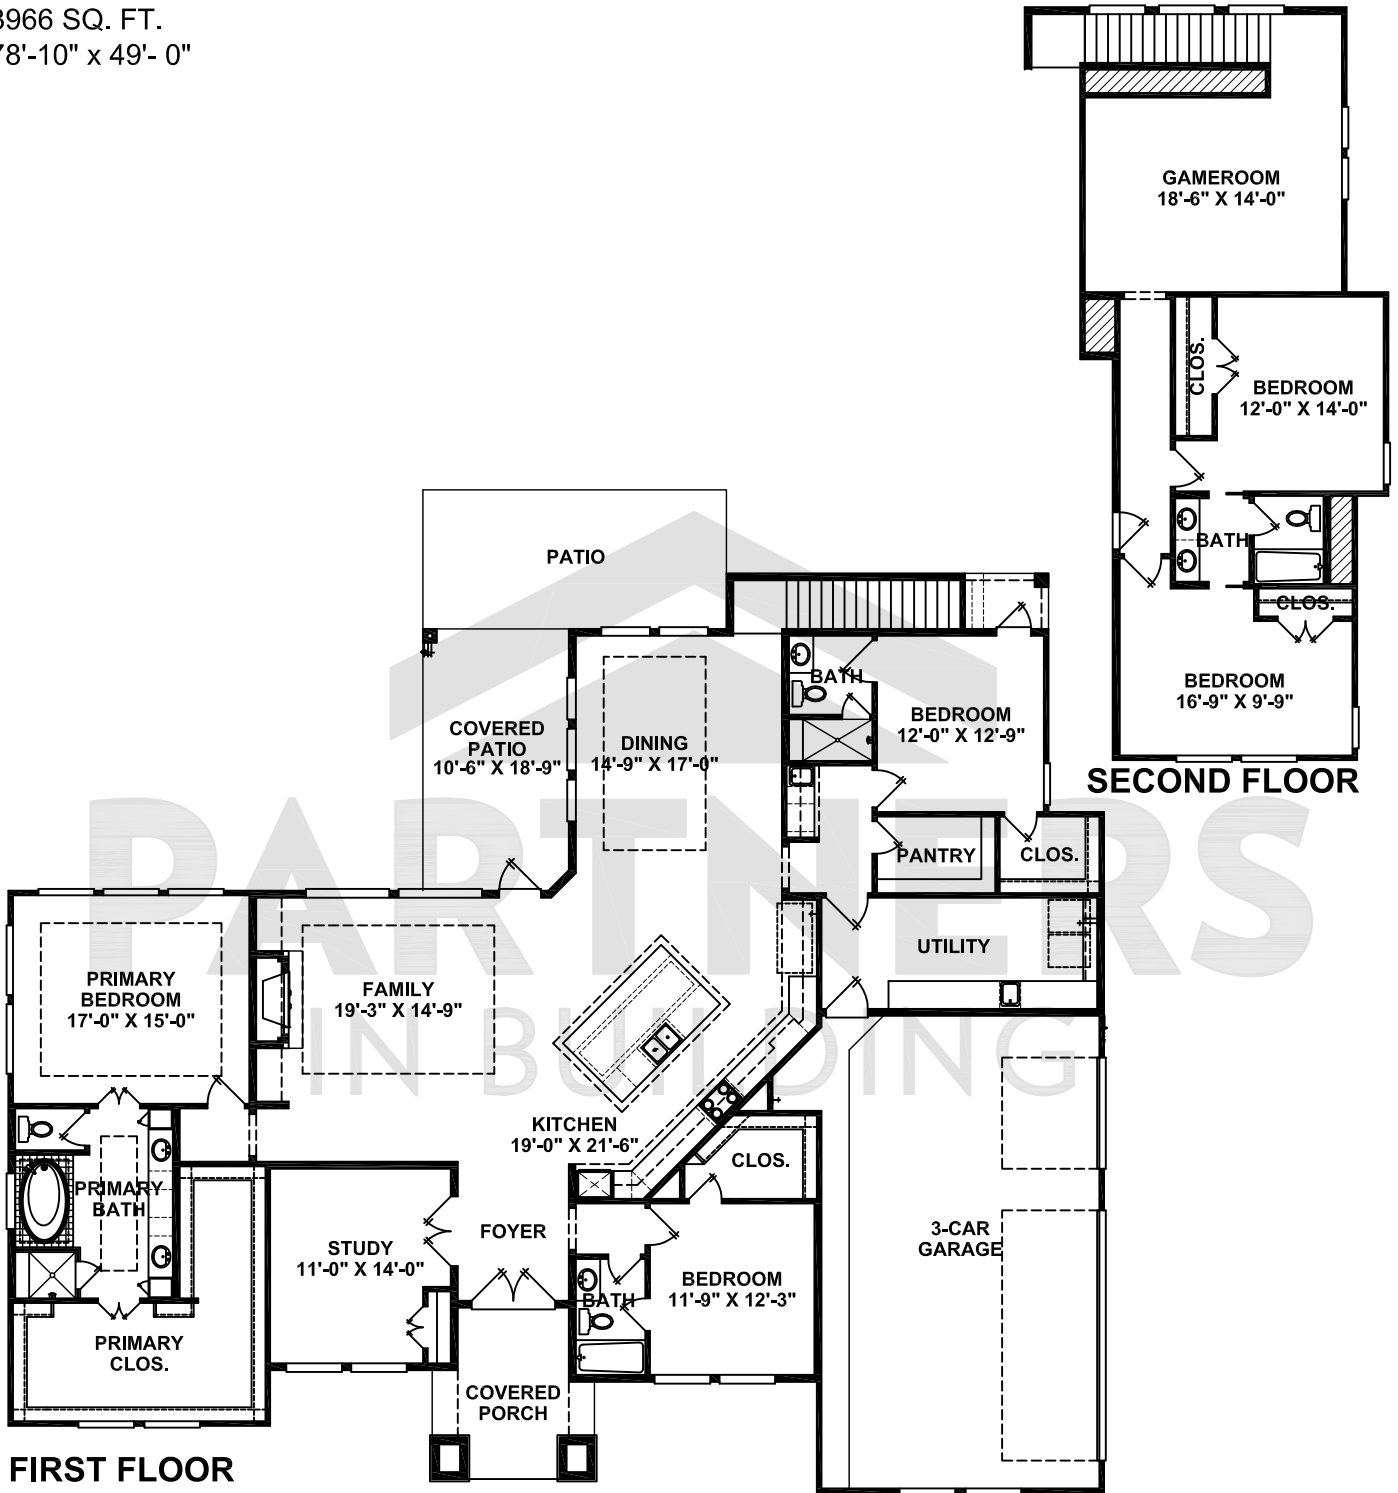 3966 SQ. FT.
78'-10" x 49'- 0"
GAMEROOM
18'-6" X 14'-0"
CLOS.
BEDROOM
12'-0" X 14'-0"
BATH
CLOS.
BEDROOM
16'-9" X 9'-9"
SECOND FLOOR
PATIO
COVERED
PATIO
10'-6" X 18'-9"
DINING
14'-9" X 17'-0"
BATH
BEDROOM
12'-0" X 12'-9"
PANTRY
CLOS.
UTILITY
PRIMARY
BEDROOM
17'-0" X 15'-0"
FAMILY
19'-3" X 14'-9"
KITCHEN
19'-0" X 21'-6"
CLOS.
PRIMARY
BATH
STUDY
11'-0" X 14'-0"
FOYER
BEDROOM
11'-9" X 12'-3"
BATH
3-CAR
GARAGE
PRIMARY
CLOS.
COVERED
PORCH
FIRST FLOOR
PARTNERS
IN BUILDING